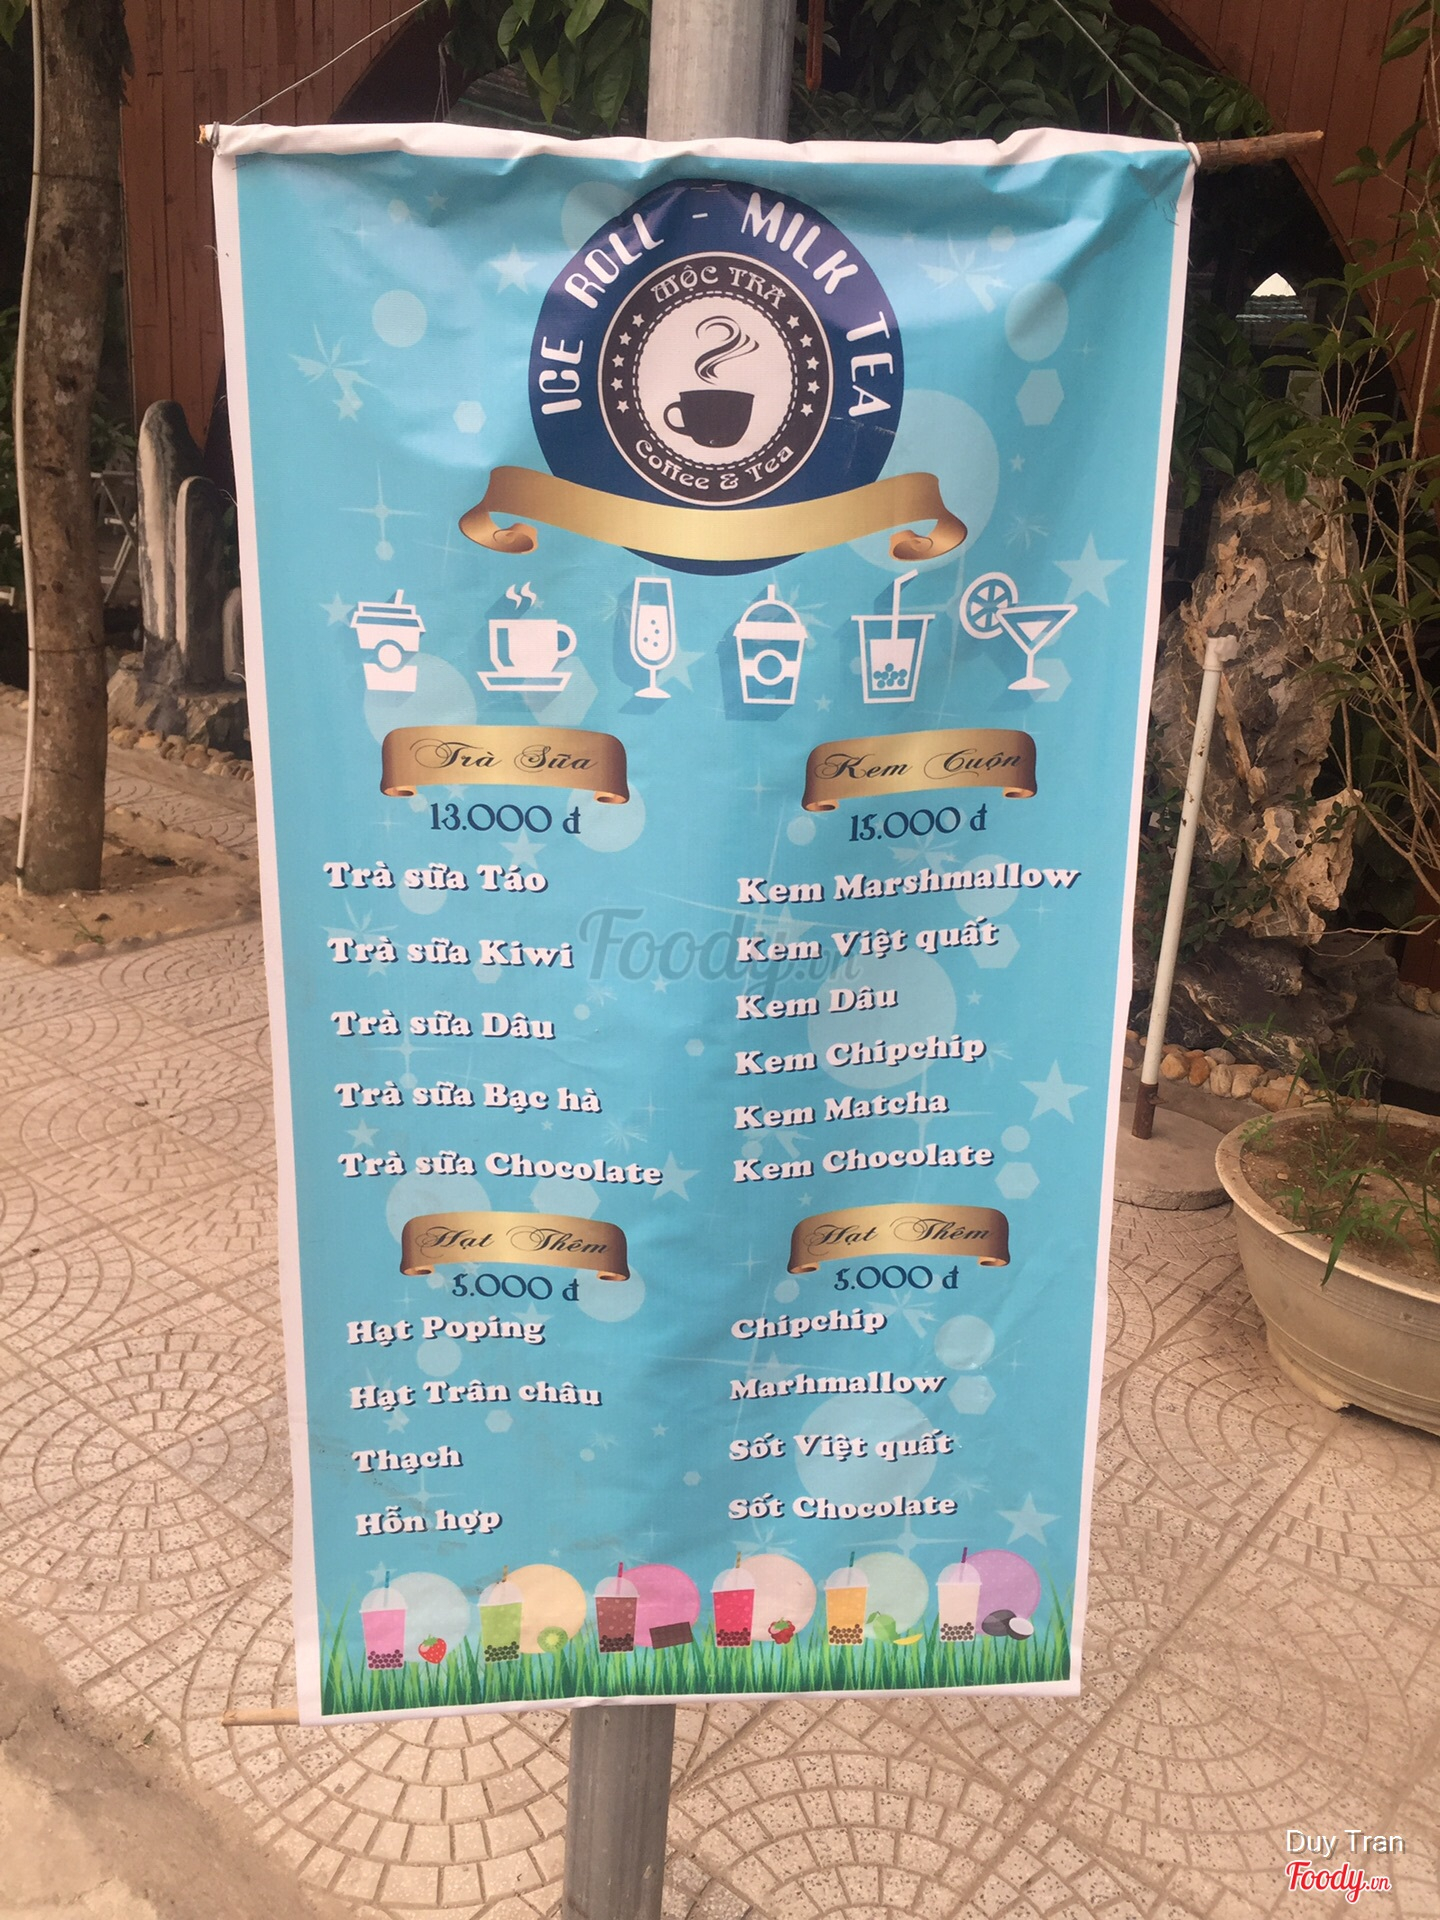 ICE ROLL - MILK TEA
MỘC TRÀ
Coffee & Tea
Trà Sữa
13.000 đ
Trà sữa Táo
Trà sữa Kiwi
Trà sữa Dâu
Trà sữa Bạc hà
Trà sữa Chocolate
Kem Cuộn
15.000 đ
Kem Marshmallow
Kem Việt quất
Kem Dâu
Kem Chipchip
Kem Matcha
Kem Chocolate
Hạt Thêm
5.000 đ
Hạt Poping
Hạt Trân châu
Thạch
Hỗn hợp
Hạt Thêm
5.000 đ
Chipchip
Marhmallow
Sốt Việt quất
Sốt Chocolate
Foody.vn
Duy Tran
Foody.vn